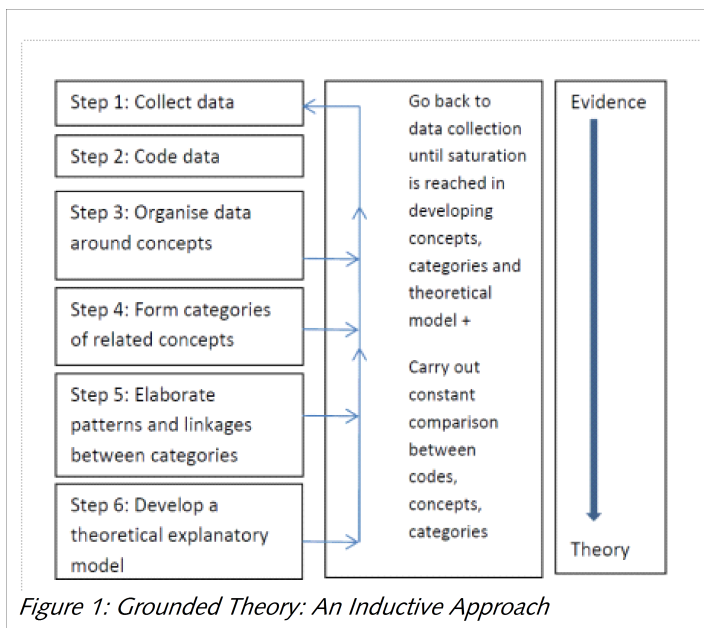 Step 1: Collect data
Step 2: Code data
Step 3: Organise data
around concepts
Step 4: Form categories
of related concepts
Step 5: Elaborate
patterns and linkages
between categories
Step 6: Develop a
theoretical explanatory
model
Go back to
data collection
until saturation
is reached in
developing
concepts,
categories and
theoretical
model +
Carry out
constant
comparison
between
codes,
concepts,
categories
Evidence
Theory
Figure 1: Grounded Theory: An Inductive Approach